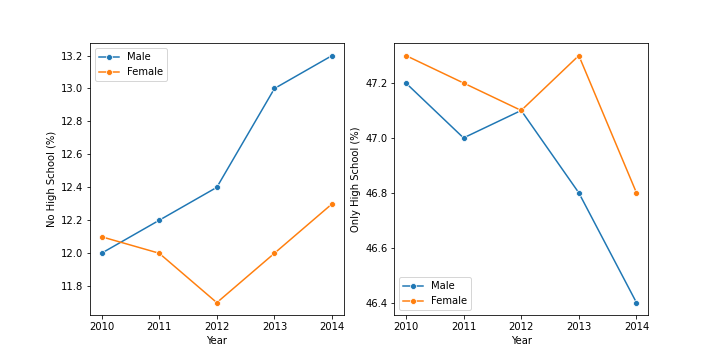 No High School (%)
13.2
13.0
12.8
12.6
12.4
12.2
12.0
11.8
Male
Female
2010 2011 2012 2013 2014
Year
Only High School (%)
47.2
47.0
46.8
46.6
46.4
Male
Female
2010 2011 2012 2013 2014
Year